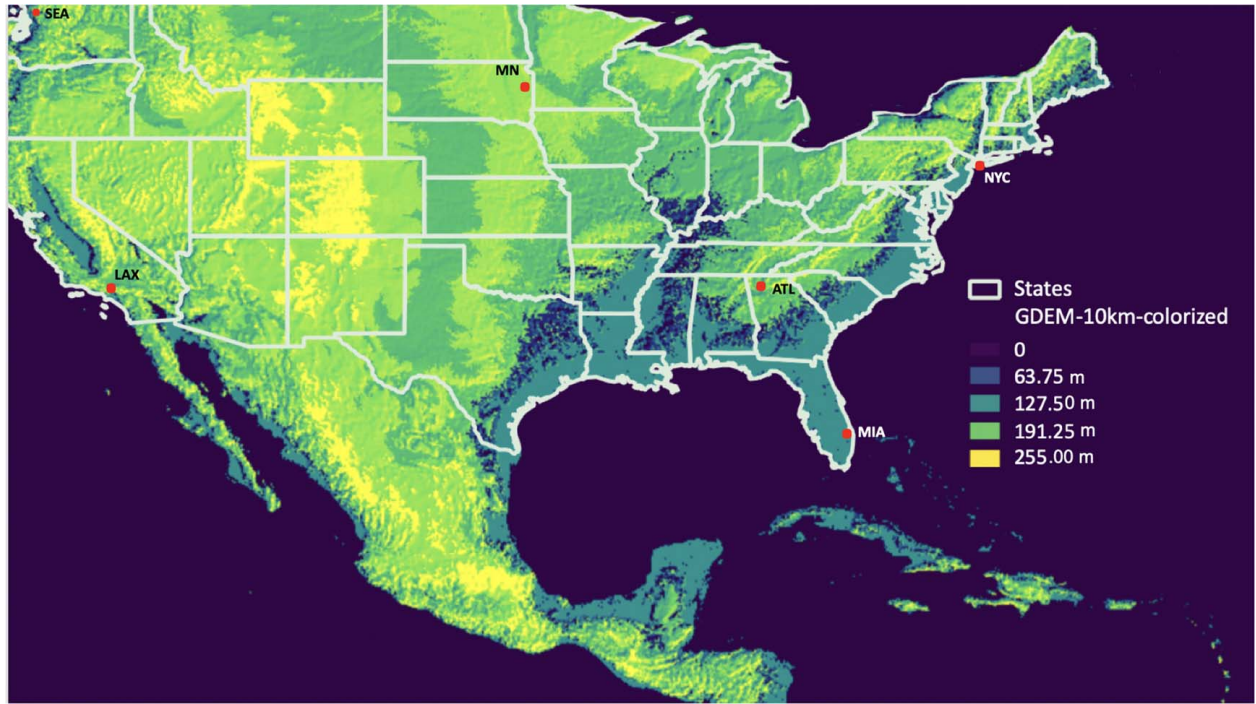 SEA
MN
NYC
LAX
ATL
States
GDEM-10km-colorized
0
63.75 m
127.50 m
191.25 m
255.00 m
MIA